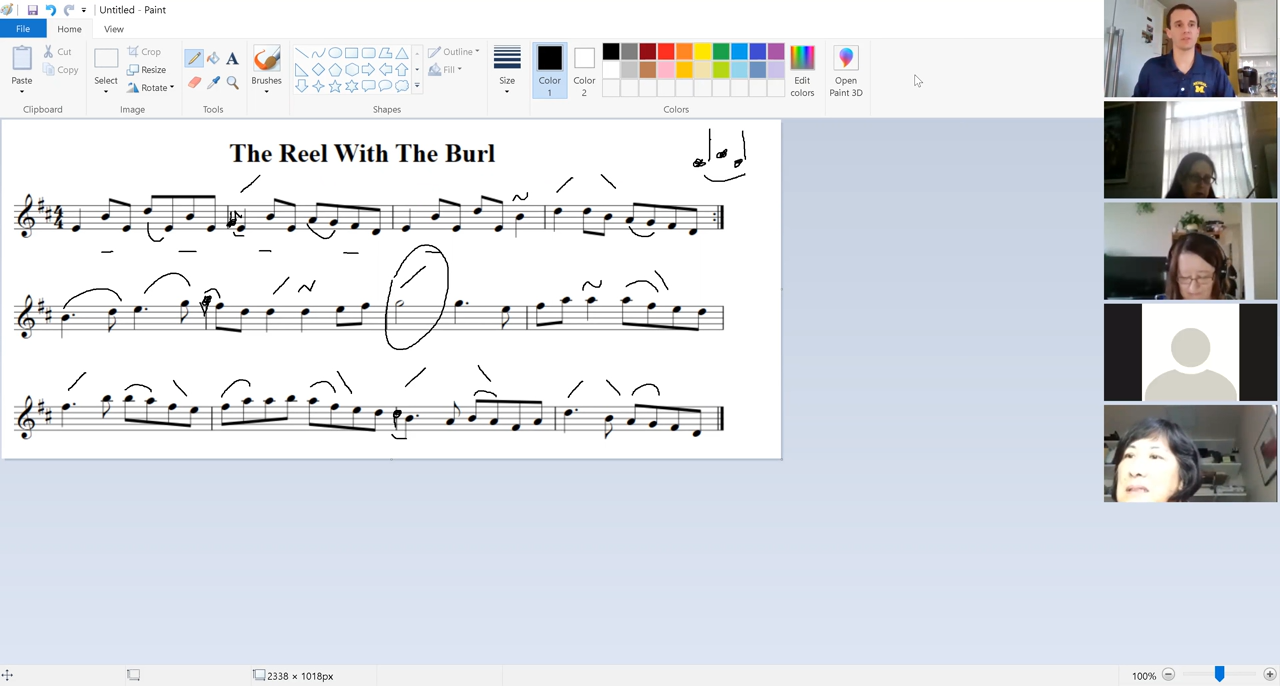 Untitled - Paint
File Home View
Paste
Cut
Copy
Clipboard
Select
Crop
Resize
Rotate
Image
A
Tools
Brushes
Outline
Fill
Shapes
Size
Color 1
Color 2
Colors
Edit colors
Open Paint 3D
The Reel With The Burl
4
4
M
2338 × 1018px
100%